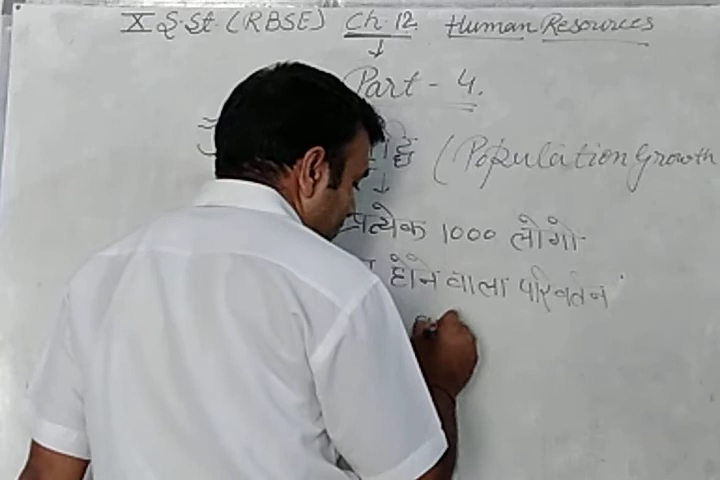 X S.St. (RBSE) Ch. 12. Human Resources
Part - 4.
(Population Growth
प्रत्येक 1000 लोगो
होने वाला परिवर्तन